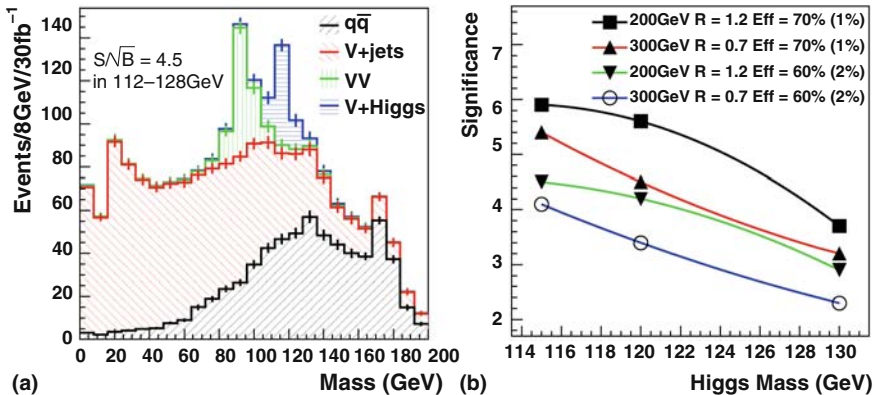 Events/8GeV/30fb⁻¹
140
120
100
80
60
40
20
0
S/√B = 4.5
in 112–128GeV
qq̅
V+jets
VV
V+Higgs
0 20 40 60 80 100 120 140 160 180 200
(a)
Mass (GeV)
Significance
7
6
5
4
3
2
200GeV R = 1.2 Eff = 70% (1%)
300GeV R = 0.7 Eff = 70% (1%)
200GeV R = 1.2 Eff = 60% (2%)
300GeV R = 0.7 Eff = 60% (2%)
114 116 118 120 122 124 126 128 130
(b)
Higgs Mass (GeV)